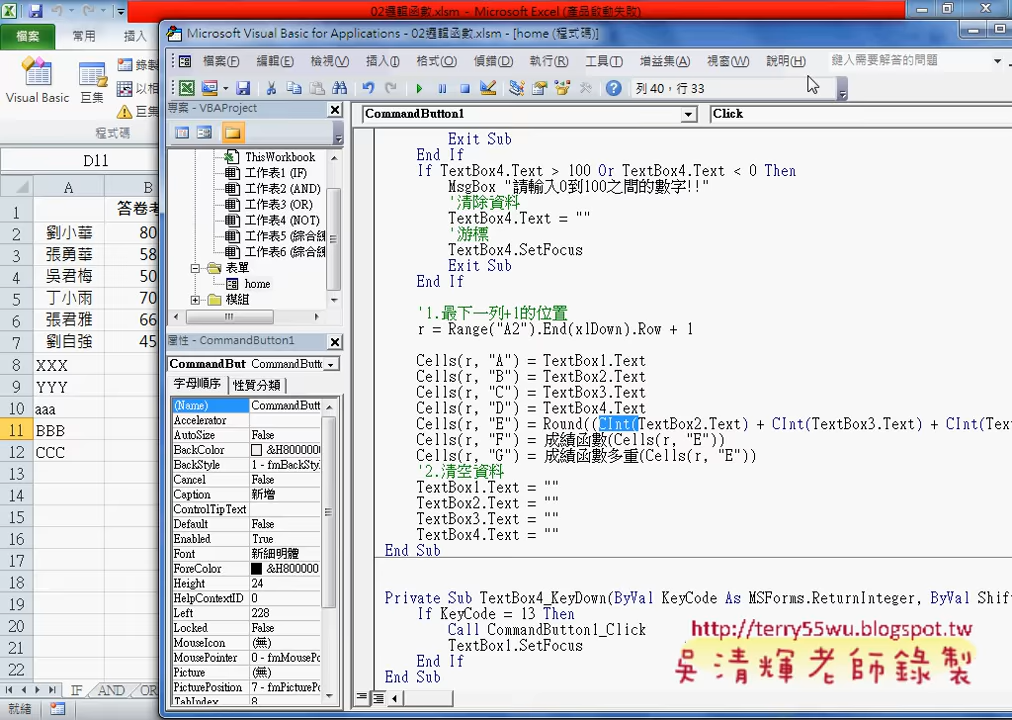 02邏輯函數.xlsm - Microsoft Excel (產品啟動失敗)
Microsoft Visual Basic for Applications - 02邏輯函數.xlsm - [home (程式碼)]
檔案 常用 插入
檔案(F) 編輯(E) 檢視(V) 插入(I) 格式(O) 偵錯(D) 執行(R) 工具(T) 增益集(A) 視窗(W) 說明(H) 鍵入需要解答的問題
Visual Basic 巨集
錄製
以相
巨集
程式碼
列 40，行 33
專案 - VBAProject
CommandButton1 Click
D11
ThisWorkbook
工作表1 (IF)
工作表2 (AND)
工作表3 (OR)
工作表4 (NOT)
工作表5 (綜合練
工作表6 (綜合練
表單
home
模組
屬性 - CommandButton1
CommandBut CommandButton
字母順序 性質分類
(Name) CommandButt
Accelerator
AutoSize False
BackColor &H800000
BackStyle 1 - fmBackSty
Cancel False
Caption 新增
ControlTipText
Default False
Enabled True
Font 新細明體
ForeColor &H800000
Height 24
HelpContextID 0
Left 228
Locked False
MouseIcon (無)
MousePointer 0 - fmMousePo
Picture (無)
PicturePosition 7 - fmPicturePo
TabIndex 8
A B
1 答卷考
2 劉小華 80
3 張勇華 58
4 吳君梅 50
5 丁小雨 70
6 張君雅 66
7 劉自強 45
8 XXX
9 YYY
10 aaa
11 BBB
12 CCC
13
14
15
16
17
18
19
20
21
22
IF AND OR
就緒
Exit Sub
End If
If TextBox4.Text > 100 Or TextBox4.Text < 0 Then
MsgBox "請輸入0到100之間的數字!!"
'清除資料
TextBox4.Text = ""
'游標
TextBox4.SetFocus
Exit Sub
End If
'1.最下一列+1的位置
r = Range("A2").End(xlDown).Row + 1
Cells(r, "A") = TextBox1.Text
Cells(r, "B") = TextBox2.Text
Cells(r, "C") = TextBox3.Text
Cells(r, "D") = TextBox4.Text
Cells(r, "E") = Round((CInt(TextBox2.Text) + CInt(TextBox3.Text) + CInt(Tex
Cells(r, "F") = 成績函數(Cells(r, "E"))
Cells(r, "G") = 成績函數多重(Cells(r, "E"))
'2.清空資料
TextBox1.Text = ""
TextBox2.Text = ""
TextBox3.Text = ""
TextBox4.Text = ""
End Sub
Private Sub TextBox4_KeyDown(ByVal KeyCode As MSForms.ReturnInteger, ByVal Shif
If KeyCode = 13 Then
Call CommandButton1_Click
TextBox1.SetFocus
End If
End Sub
http://terry55wu.blogspot.tw
吳清輝老師錄製